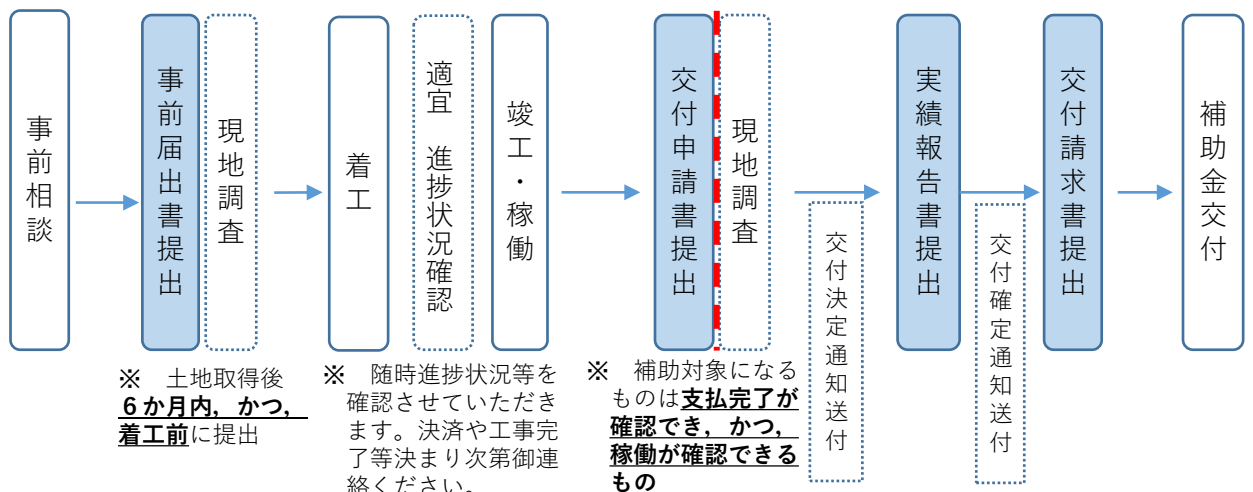 事前相談
事前届出書提出
現地調査
着工
適宜　進捗状況確認
竣工・稼働
交付申請書提出
現地調査
交付決定通知送付
実績報告書提出
交付確定通知送付
交付請求書提出
補助金交付
※　土地取得後
６か月内，かつ，
着工前に提出
※　随時進捗状況等を
確認させていただき
ます。決済や工事完
了等決まり次第御連
絡ください。
※　補助対象になる
ものは支払完了が
確認でき，かつ，
稼働が確認できる
もの